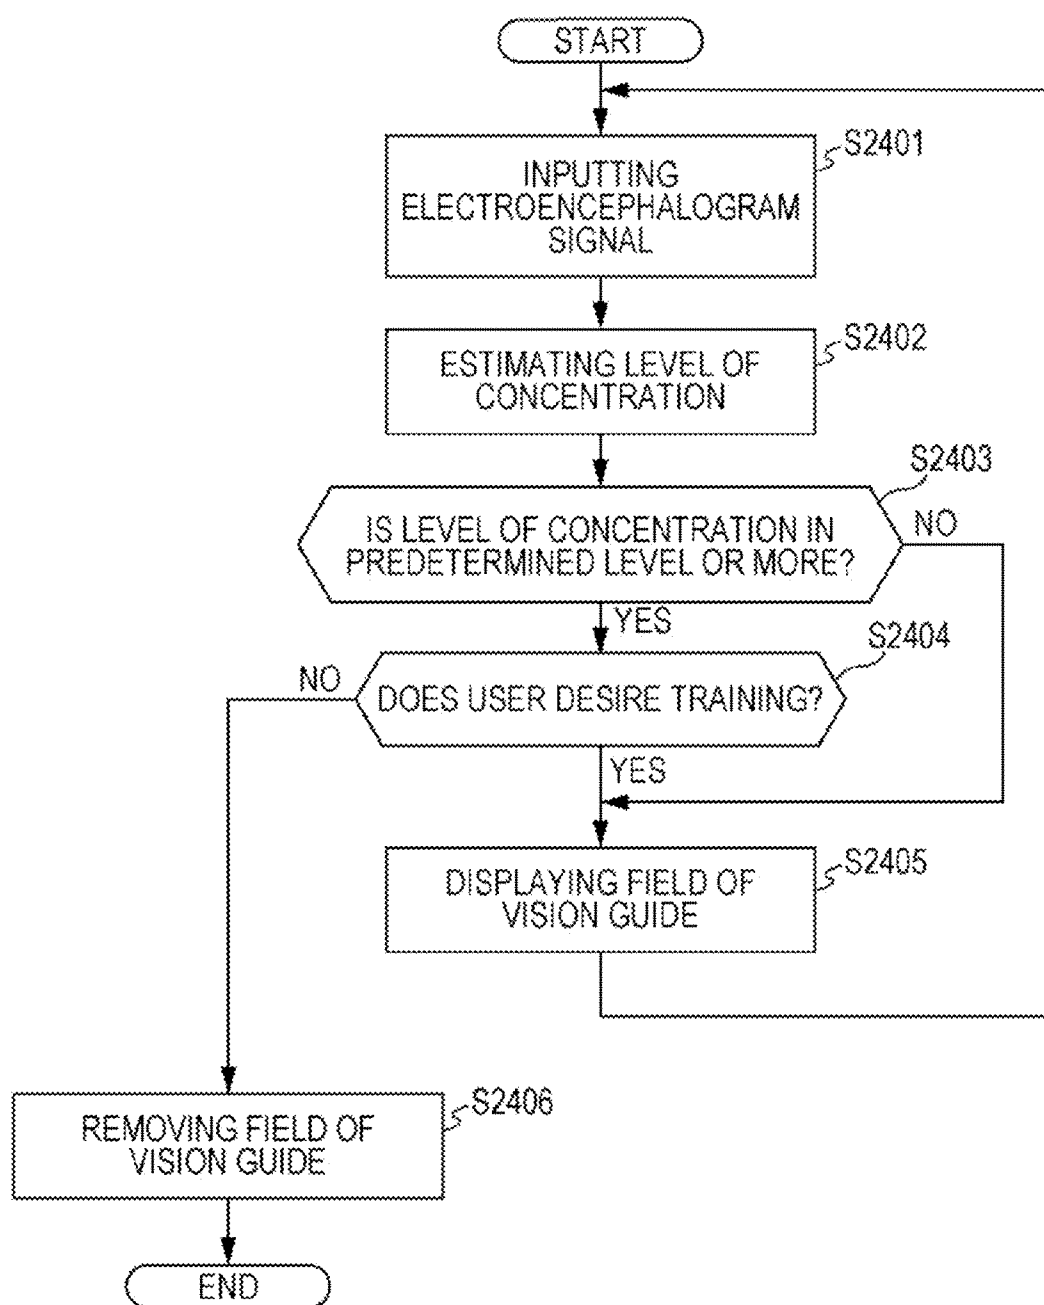 START
S2401
INPUTTING
ELECTROENCEPHALOGRAM
SIGNAL
S2402
ESTIMATING LEVEL OF
CONCENTRATION
S2403
IS LEVEL OF CONCENTRATION IN
PREDETERMINED LEVEL OR MORE?
NO
YES
S2404
NO
DOES USER DESIRE TRAINING?
YES
S2405
DISPLAYING FIELD OF
VISION GUIDE
S2406
REMOVING FIELD OF
VISION GUIDE
END